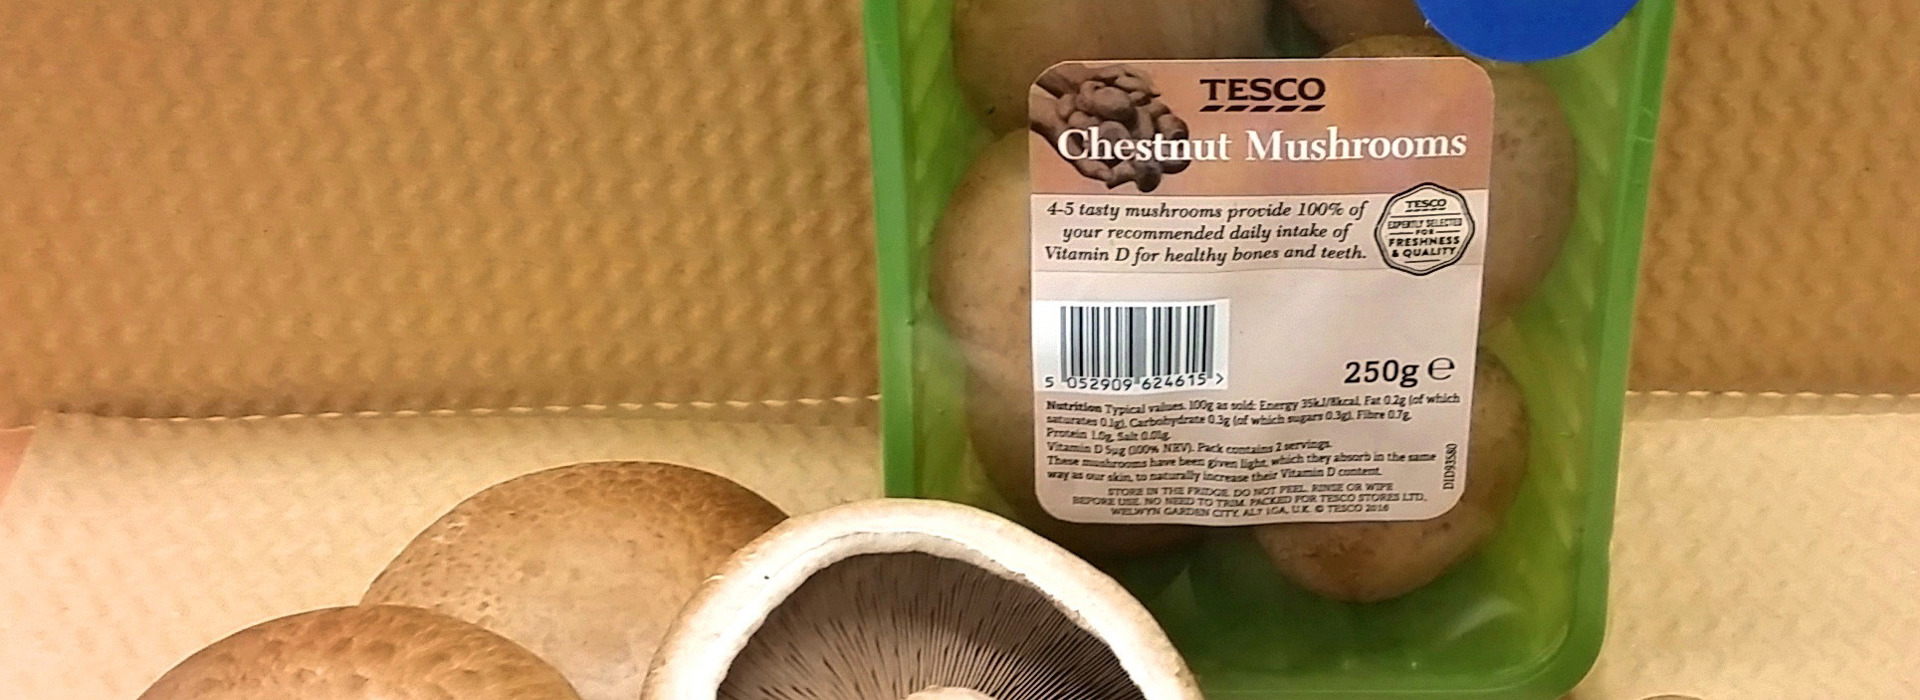 TESCO
Chestnut Mushrooms
4-5 tasty mushrooms provide 100% of
your recommended daily intake of
Vitamin D for healthy bones and teeth.
TESCO
EXPERTLY SELECTED
FOR
FRESHNESS
& QUALITY
5 052909 624615 >
250g ℮
Nutrition Typical values. 100g as sold: Energy 35kJ/8kcal, Fat 0.2g (of which
saturates 0.1g), Carbohydrate 0.3g (of which sugars 0.3g), Fibre 0.7g,
Protein 1.0g, Salt 0.01g.
Vitamin D 5µg (100% NRV). Pack contains 2 servings.
These mushrooms have been given light, which they absorb in the same
way as our skin, to naturally increase their Vitamin D content.
STORE IN THE FRIDGE. DO NOT PEEL. RINSE OR WIPE
BEFORE USE. NO NEED TO TRIM. PACKED FOR TESCO STORES LTD.,
WELWYN GARDEN CITY, AL7 1GA, U.K. © TESCO 2016